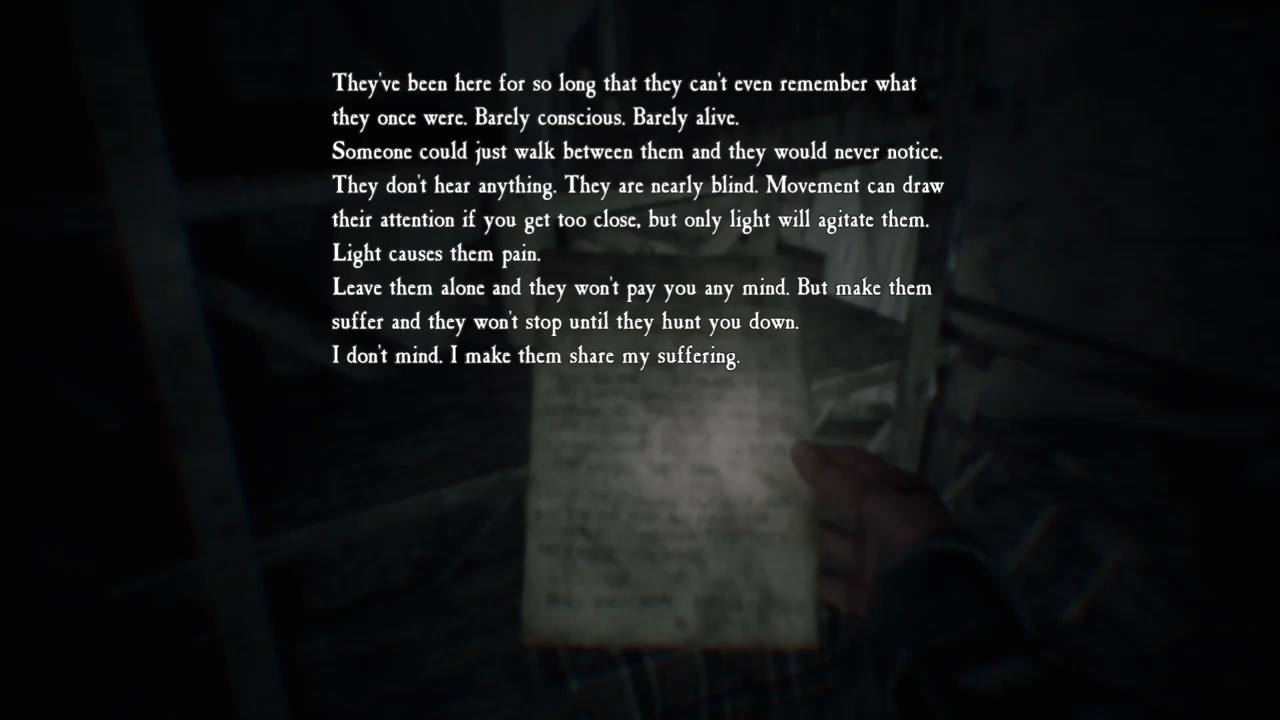 They've been here for so long that they can't even remember what
they once were. Barely conscious. Barely alive.
Someone could just walk between them and they would never notice.
They don't hear anything. They are nearly blind. Movement can draw
their attention if you get too close, but only light will agitate them.
Light causes them pain.
Leave them alone and they won't pay you any mind. But make them
suffer and they won't stop until they hunt you down.
I don't mind. I make them share my suffering.